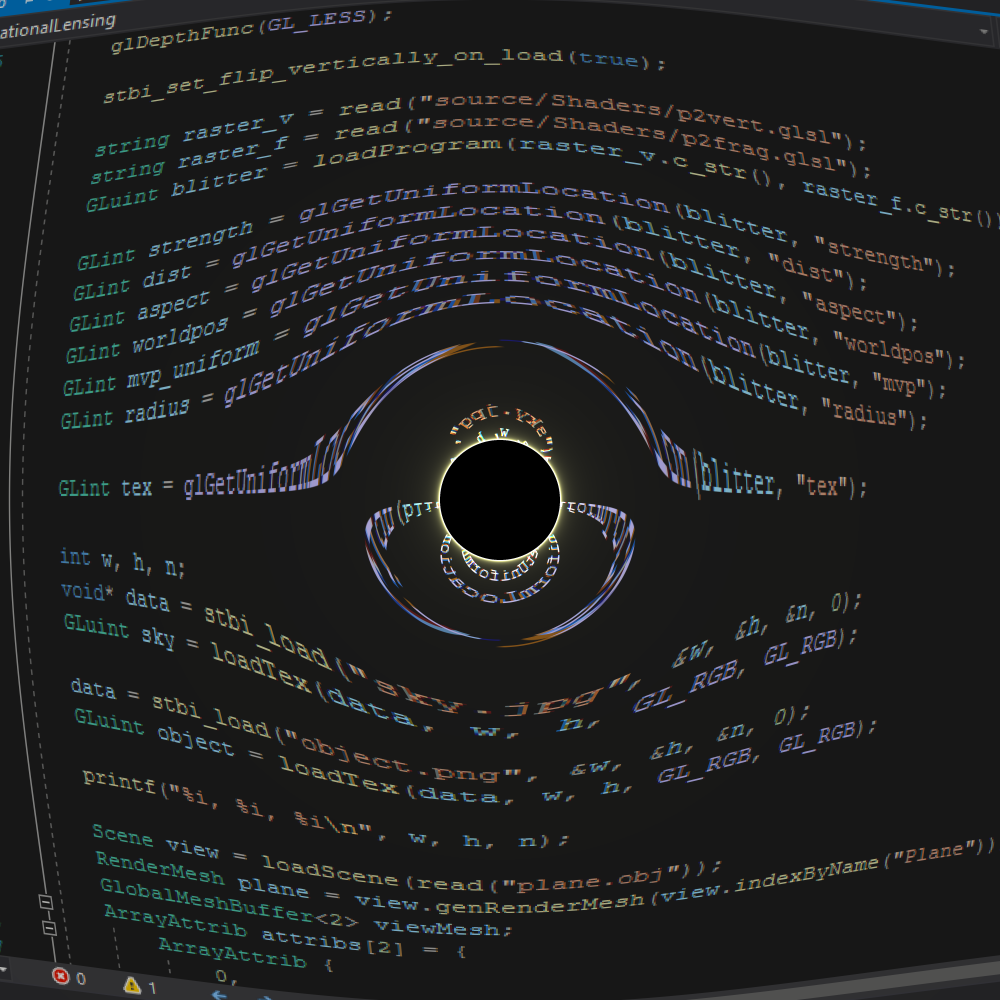 ationalLensing
glDepthFunc(GL_LESS);
stbi_set_flip_vertically_on_load(true);
string raster_v = read("source/Shaders/p2vert.glsl");
string raster_f = read("source/Shaders/p2frag.glsl");
GLuint blitter = loadProgram(raster_v.c_str(), raster_f.c_str())
GLint strength = glGetUniformLocation(blitter, "strength");
GLint dist = glGetUniformLocation(blitter, "dist");
GLint aspect = glGetUniformLocation(blitter, "aspect");
GLint worldpos = glGetUniformLocation(blitter, "worldpos");
GLint mvp_uniform = glGetUniformLocation(blitter, "mvp");
GLint radius = glGetUniformLocation(blitter, "radius");
GLint tex = glGetUniformLo on(blitter, "tex");
int w, h, n;
void* data = stbi_load("sky.jpg", &w, &h, &n, 0);
GLuint sky = loadTex(data, w, h, GL_RGB, GL_RGB);
data = stbi_load("object.png", &w, &h, &n, 0);
GLuint object = loadTex(data, w, h, GL_RGB, GL_RGB);
printf("%i, %i, %i\n", w, h, n);
Scene view = loadScene(read("plane.obj"));
RenderMesh plane = view.genRenderMesh(view.indexByName("Plane"))
GlobalMeshBuffer<2> viewMesh;
ArrayAttrib attribs[2] = {
ArrayAttrib {
0,
0 1